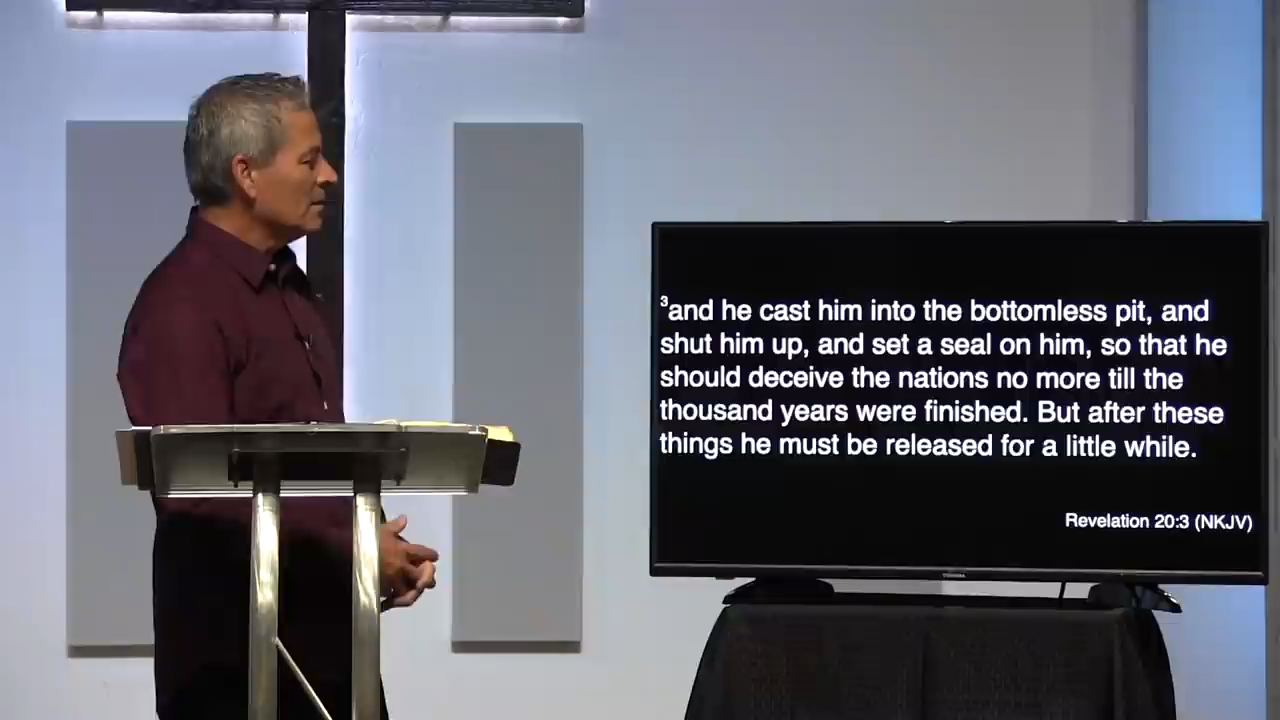 ³and he cast him into the bottomless pit, and
shut him up, and set a seal on him, so that he
should deceive the nations no more till the
thousand years were finished. But after these
things he must be released for a little while.
Revelation 20:3 (NKJV)
TOSHIBA